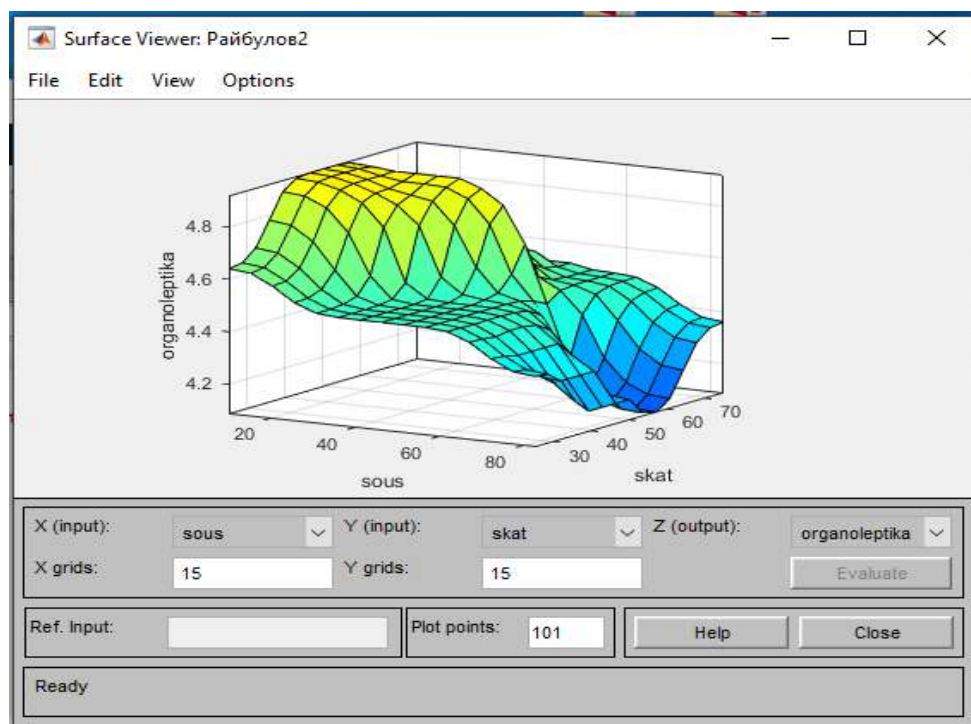 Surface Viewer: Райбулов2
File Edit View Options
4.8
4.6
4.4
4.2
organoleptika
20
40
60
80
sous
30
40
50
60
70
skat
X (input): sous Y (input): skat Z (output): organoleptika
X grids: 15 Y grids: 15 Evaluate
Ref. Input: Plot points: 101 Help Close
Ready